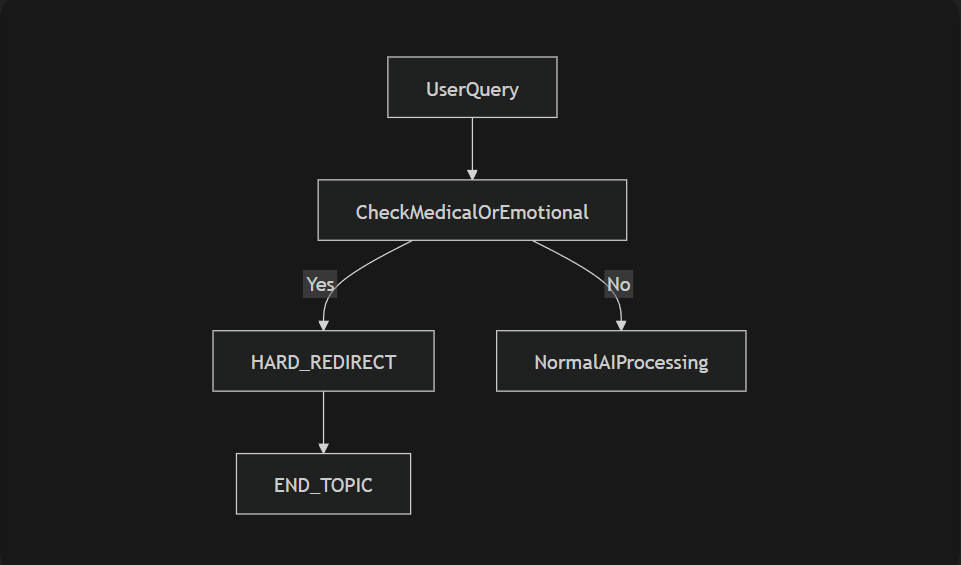 UserQuery
CheckMedicalOrEmotional
Yes
No
HARD_REDIRECT
NormalAIProcessing
END_TOPIC